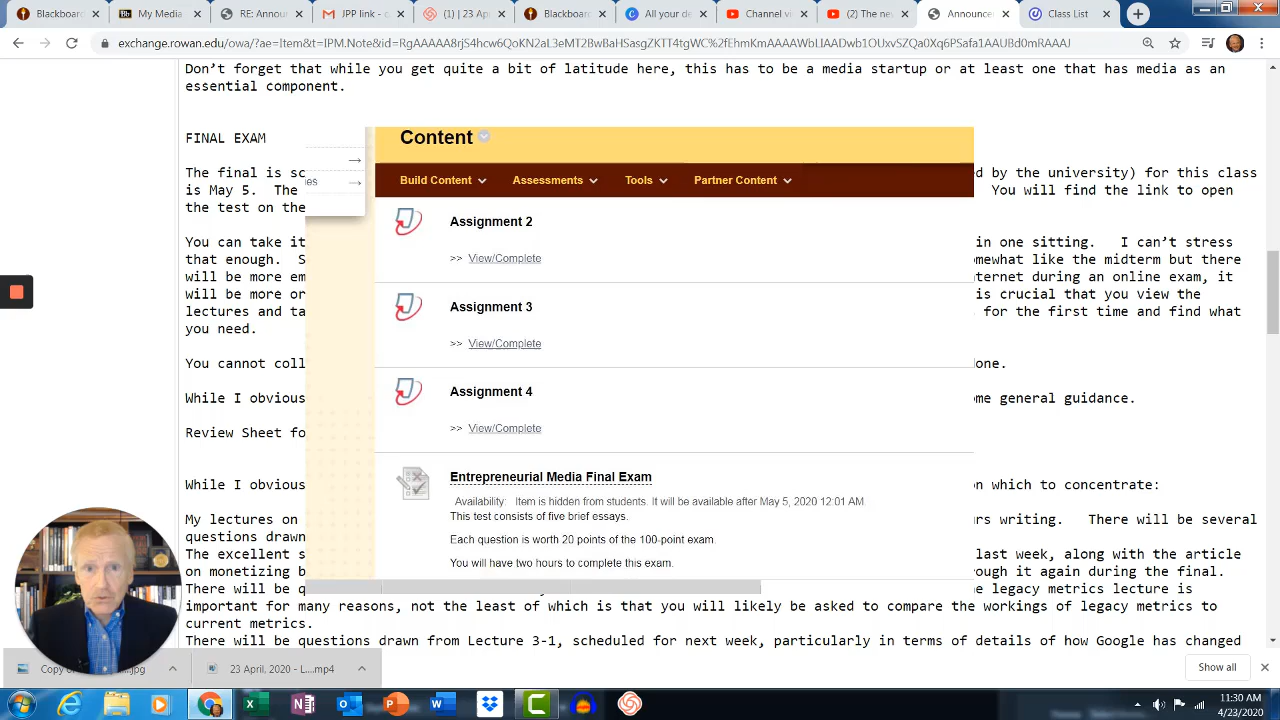 Blackboard
My Media
RE: Annou
JPP link - c
(1) | 23 Ap
Blackboard
All your de
Chernin v
(2) The ne
Announce
Class List
exchange.rowan.edu/owa/?ae=Item&t=IPM.Note&id=
Don't forget that while you get quite a bit of latitude here, this has to be a media startup or at least one that has media as an
essential component.
FINAL EXAM
The final is sc
d by the university) for this class
is May 5. The
You will find the link to open
the test on the
You can take it
in one sitting. I can't stress
that enough. S
mewhat like the midterm but there
will be more em
nternet during an online exam, it
will be more or
is crucial that you view the
lectures and ta
for the first time and find what
you need.
You cannot coll
one.
While I obvious
me general guidance.
Review Sheet fo
While I obvious
on which to concentrate:
My lectures on
urs writing. There will be several
questions drawn
The excellent s
last week, along with the article
on monetizing b
rough it again during the final.
There will be q
he legacy metrics lecture is
important for many reasons, not the least of which is that you will likely be asked to compare the workings of legacy metrics to
current metrics.
There will be questions drawn from Lecture 3-1, scheduled for next week, particularly in terms of details of how Google has changed
Content
Build Content
Assessments
Tools
Partner Content
Assignment 2
>> View/Complete
Assignment 3
>> View/Complete
Assignment 4
>> View/Complete
Entrepreneurial Media Final Exam
Availability: Item is hidden from students. It will be available after May 5, 2020 12:01 AM.
This test consists of five brief essays.
Each question is worth 20 points of the 100-point exam.
You will have two hours to complete this exam.
23 April, 2020 - L....mp4
Show all
11:30 AM
4/23/2020